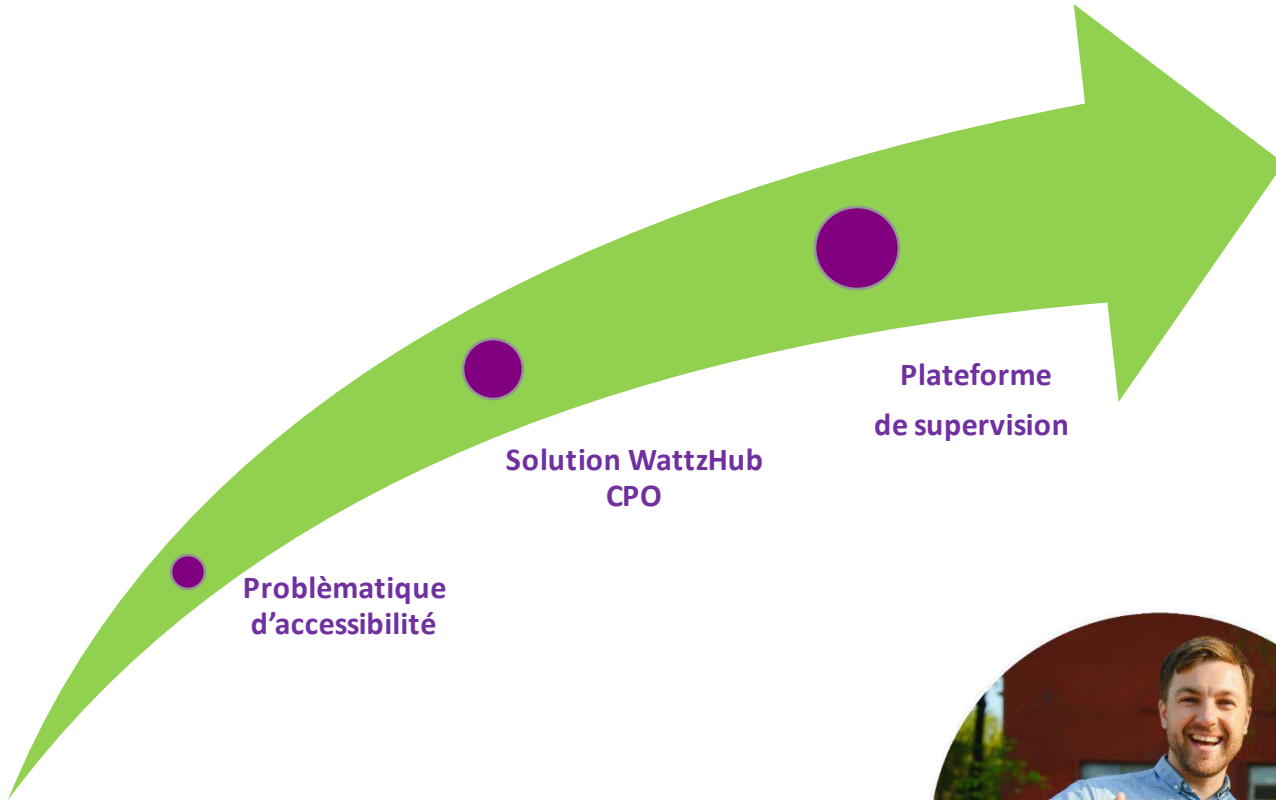 Plateforme
de supervision
Solution WattzHub
CPO
Problèmatique
d’accessibilité